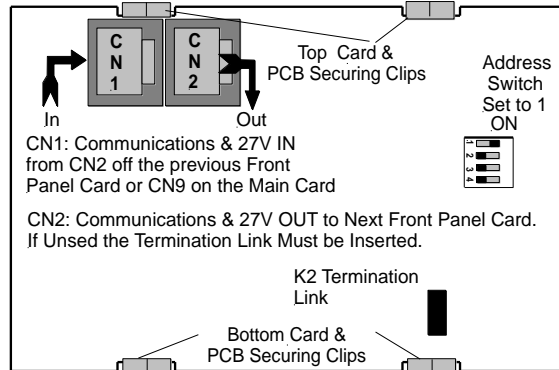 C
N
1
C
N
2
Top Card &
PCB Securing Clips
Address
Switch
Set to 1
ON
In
Out
1
2
3
4
CN1: Communications & 27V IN
from CN2 off the previous Front
Panel Card or CN9 on the Main Card
CN2: Communications & 27V OUT to Next Front Panel Card.
If Unsed the Termination Link Must be Inserted.
K2 Termination
Link
Bottom Card &
PCB Securing Clips